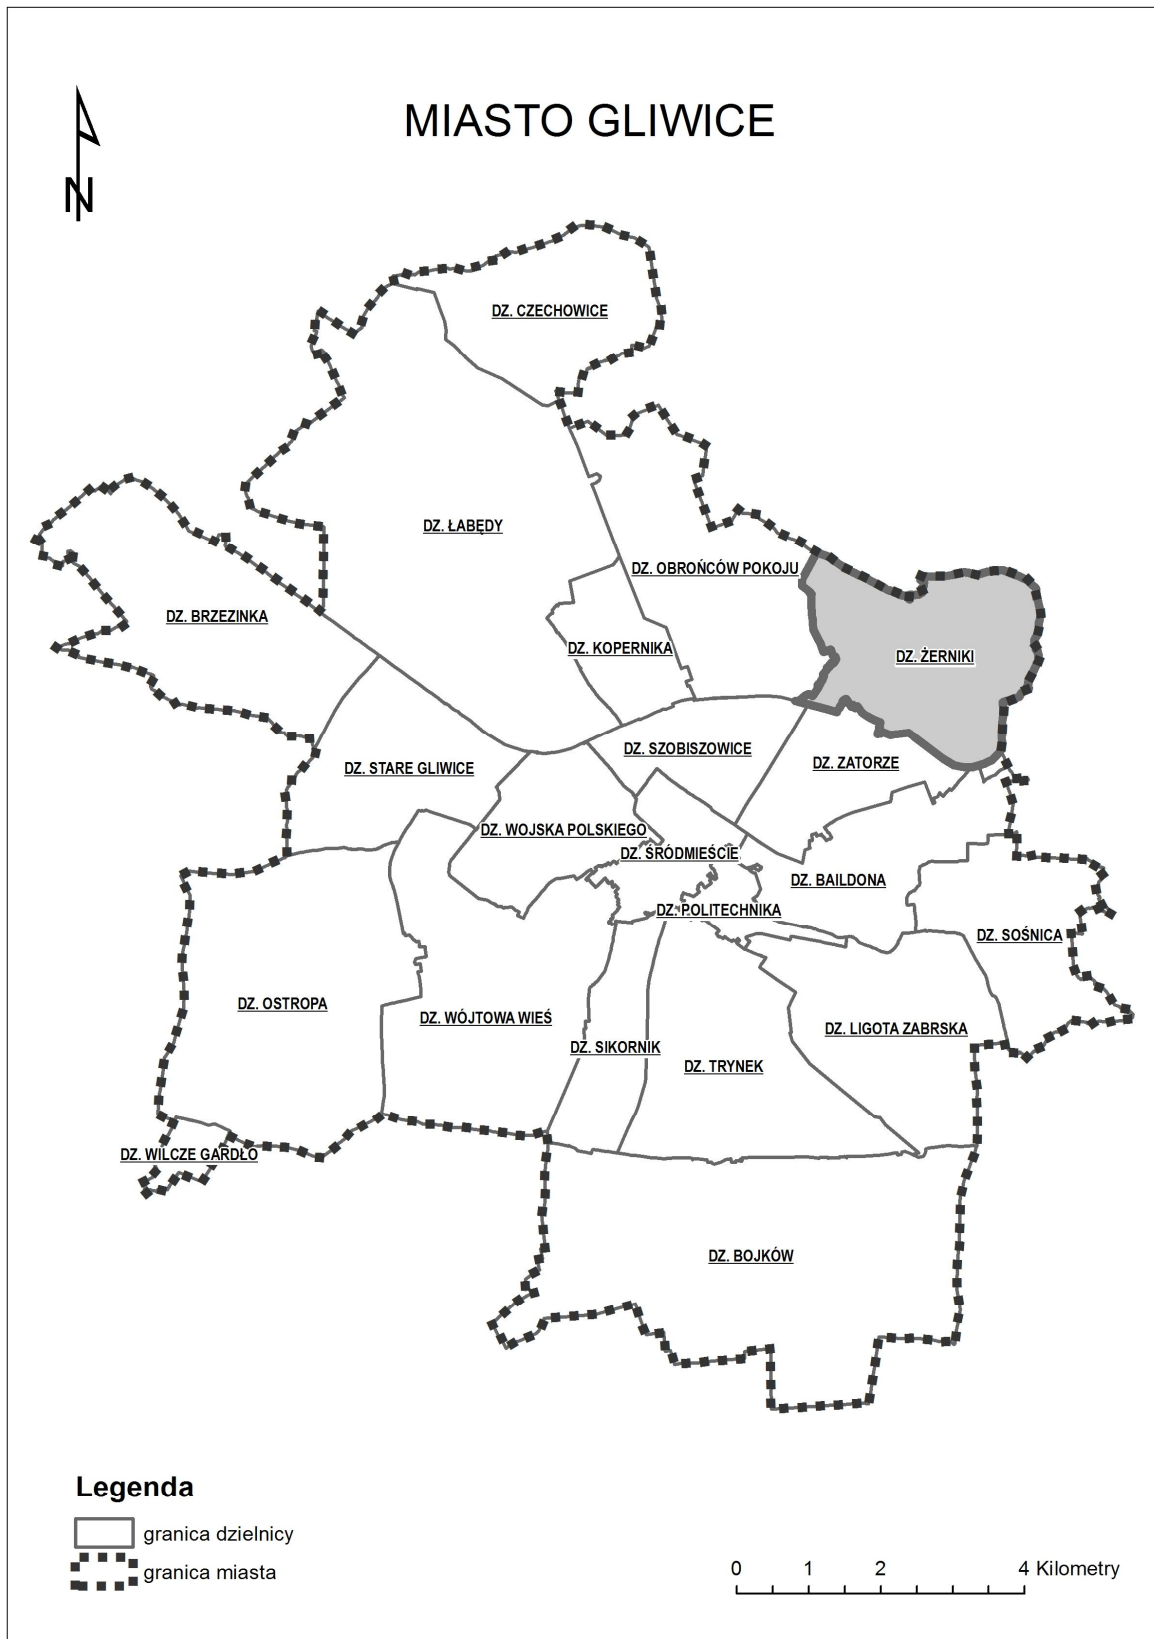 MIASTO GLIWICE
N
DZ. CZECHOWICE
DZ. ŁABĘDY
DZ. OBROŃCÓW POKOJU
DZ. BRZEZINKA
DZ. KOPERNIKA
DZ. ŻERNIKI
DZ. SZOBISZOWICE
DZ. ZATORZE
DZ. STARE GLIWICE
DZ. WOJSKA POLSKIEGO
DZ. ŚRÓDMIEŚCIE
DZ. BAILDONA
DZ. POLITECHNIKA
DZ. SOŚNICA
DZ. OSTROPA
DZ. WÓJTOWA WIEŚ
DZ. LIGOTA ZABRSKA
DZ. SIKORNIK
DZ. TRYNEK
DZ. WILCZE GARDŁO
DZ. BOJKÓW
Legenda
granica dzielnicy
granica miasta
0 1 2 4 Kilometry